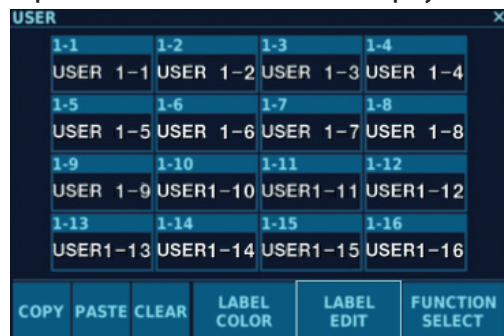 USER ×
1-1 1-2 1-3 1-4
USER 1-1 USER 1-2 USER 1-3 USER 1-4
1-5 1-6 1-7 1-8
USER 1-5 USER 1-6 USER 1-7 USER 1-8
1-9 1-10 1-11 1-12
USER 1-9 USER1-10 USER1-11 USER1-12
1-13 1-14 1-15 1-16
USER1-13 USER1-14 USER1-15 USER1-16
COPY PASTE CLEAR LABEL COLOR LABEL EDIT FUNCTION SELECT